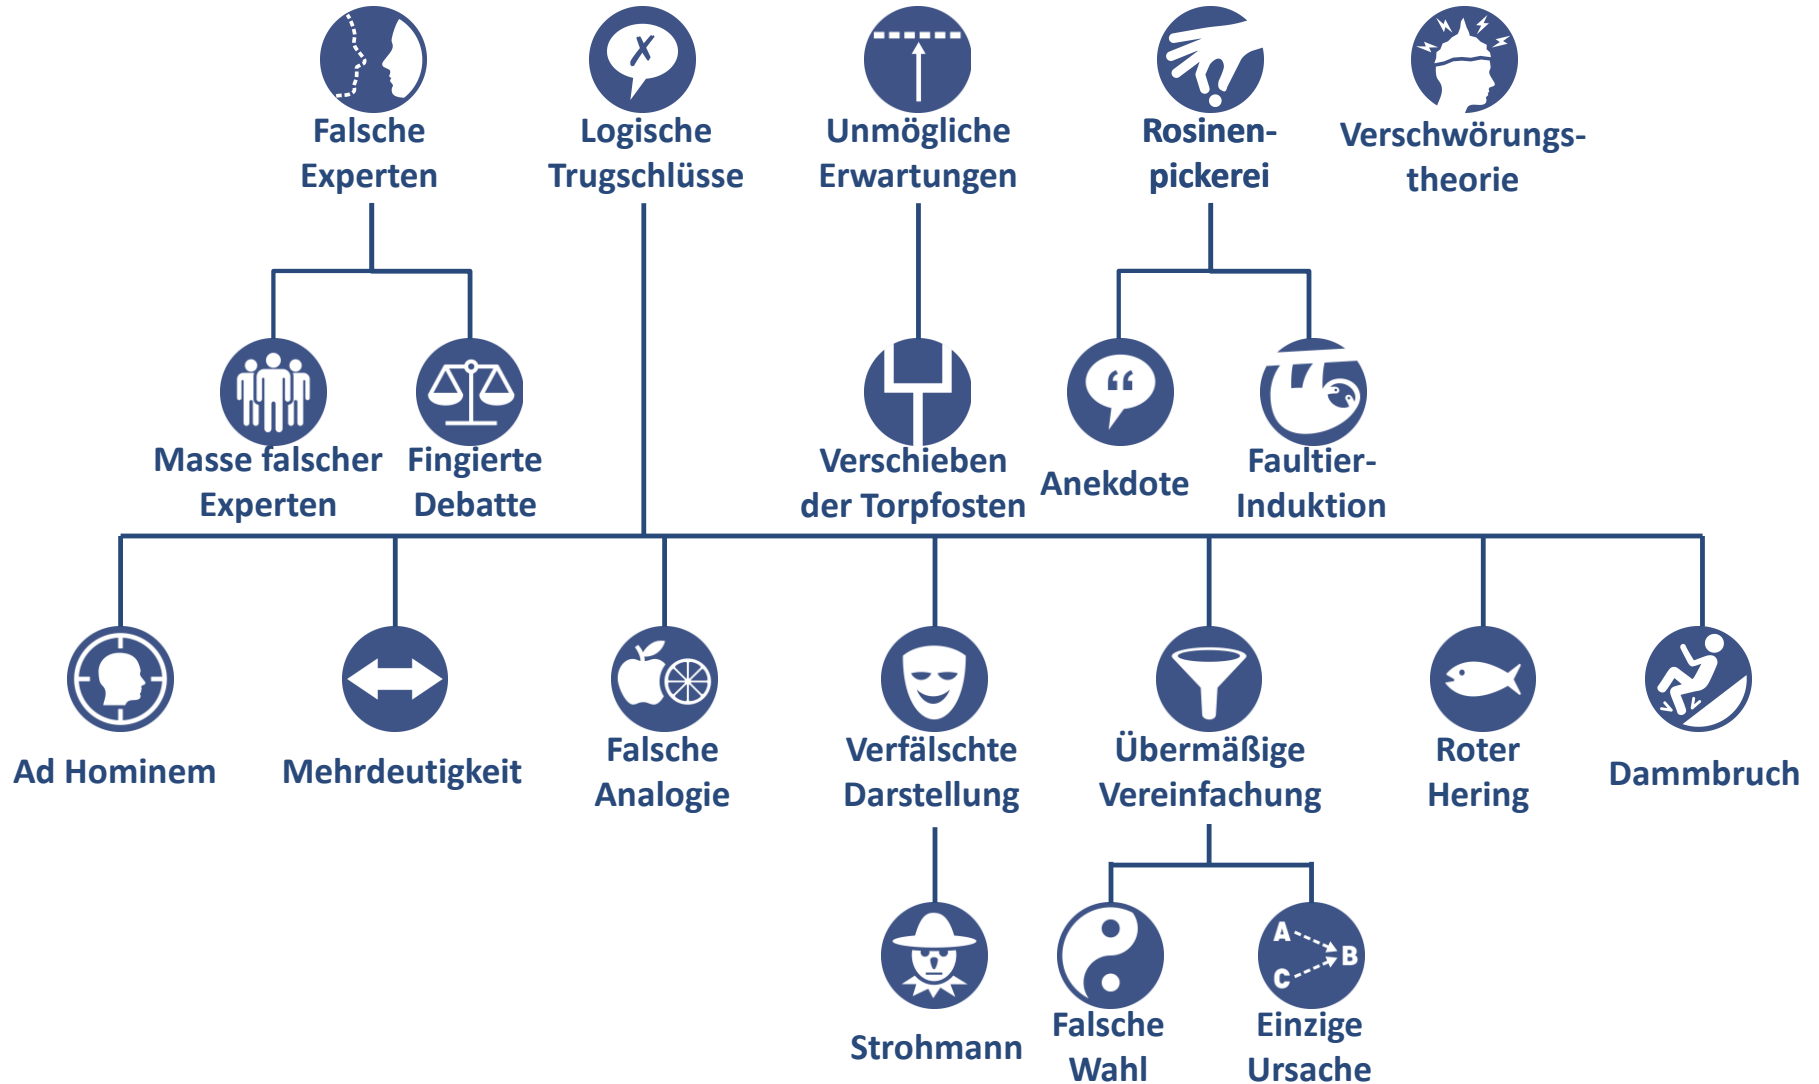 Falsche
Experten
Logische
Trugschlüsse
Unmögliche
Erwartungen
Rosinen-
pickerei
Verschwörungs-
theorie
Masse falscher
Experten
Fingierte
Debatte
Verschieben
der Torpfosten
“
Anekdote
Faultier-
Induktion
Ad Hominem
Mehrdeutigkeit
Falsche
Analogie
Verfälschte
Darstellung
Übermäßige
Vereinfachung
Roter
Hering
Dammbruch
Strohmann
Falsche
Wahl
A
B
C
Einzige
Ursache